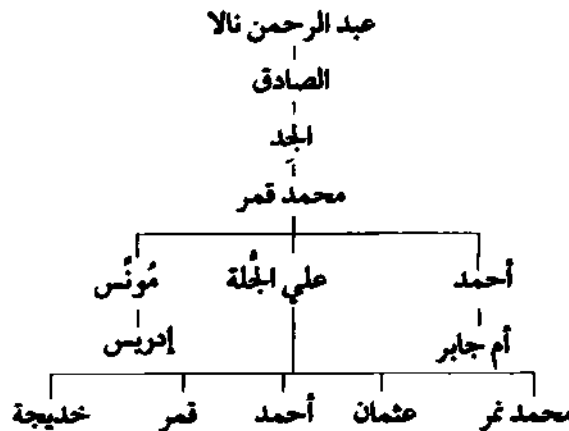 عبد الرحمن نالا
الصادق
الجد
محمد قمر
أحمد علي الجُلة مُونَّس
أم جابر إدريس
محمد نمر عثمان أحمد قمر خديجة